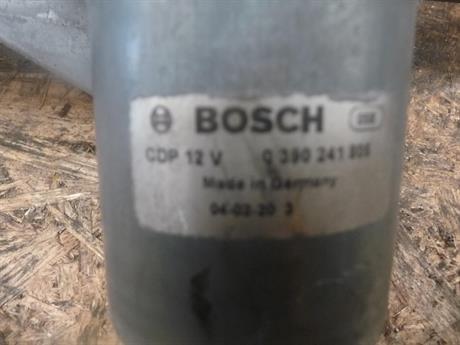 BOSCH
CDP 12 V 0 390 241 806
Made in Germany
04-02-20 3